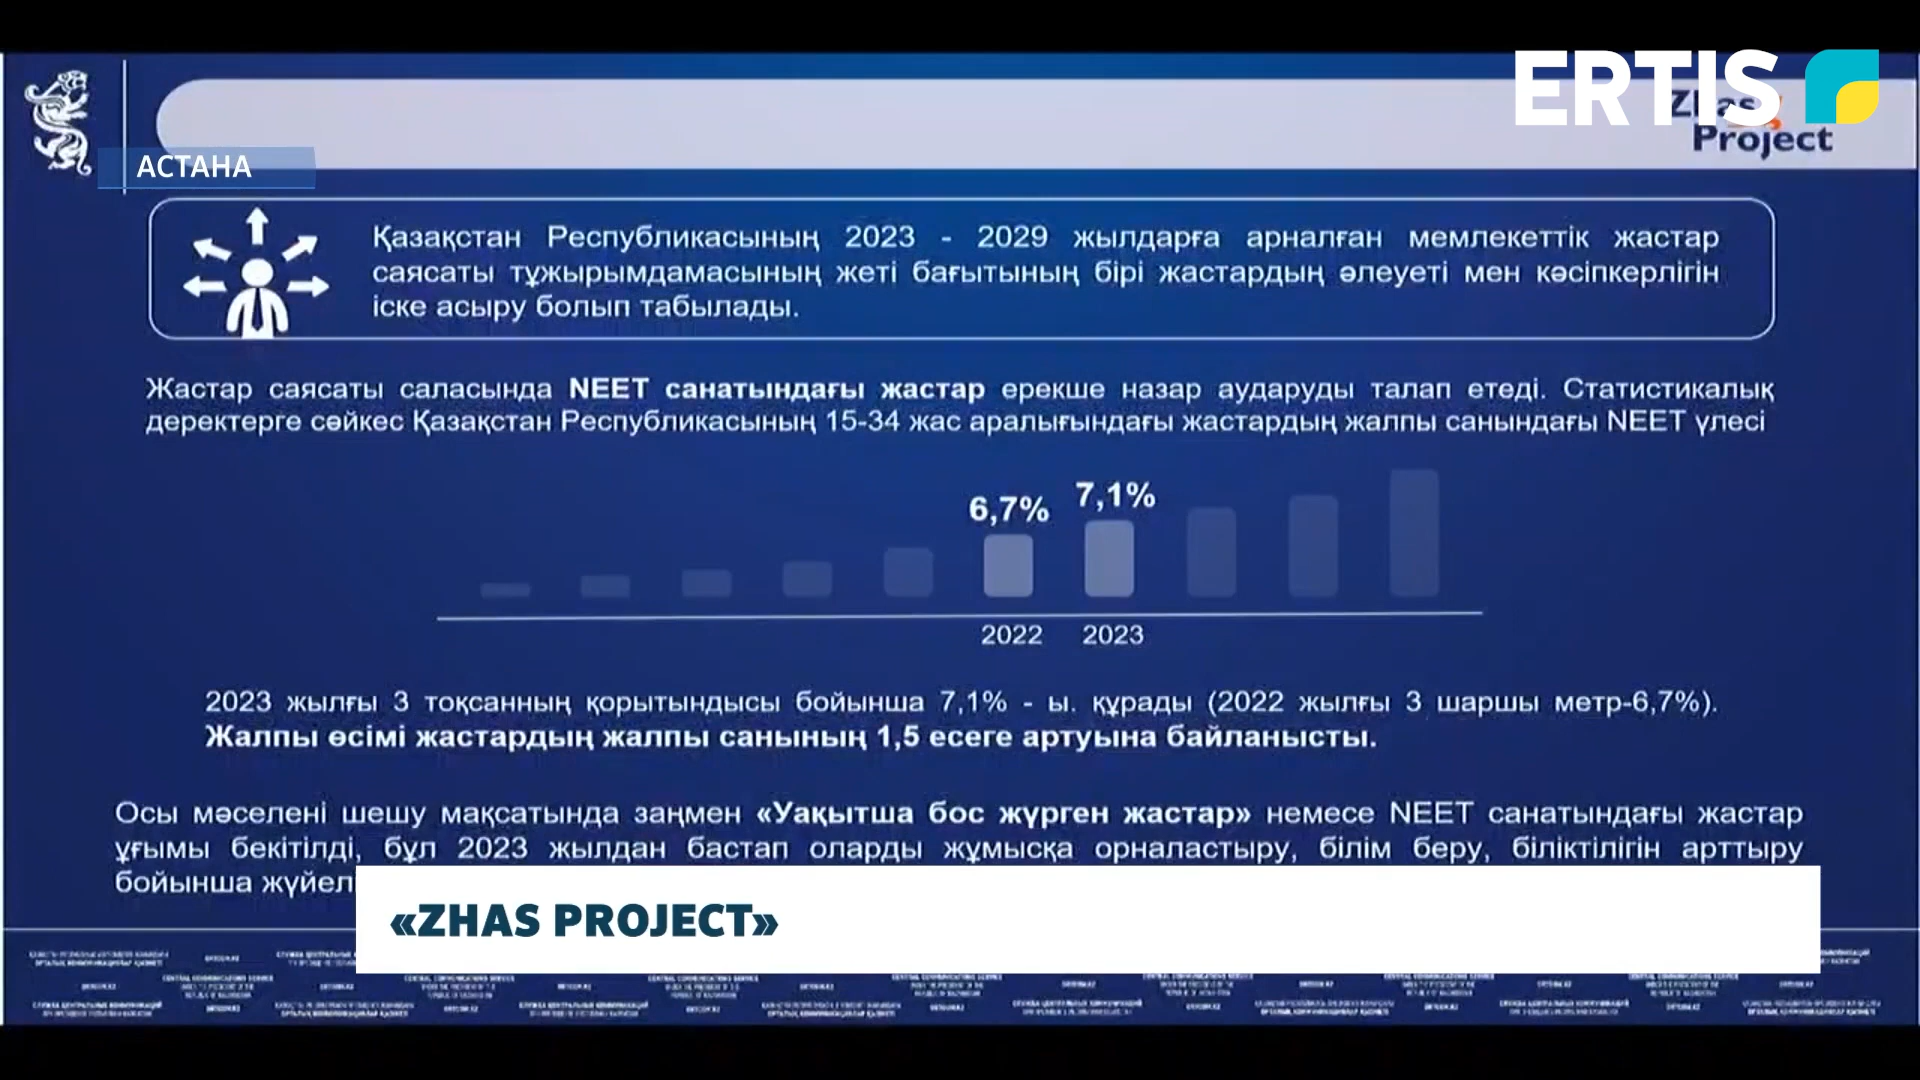 ERTIS
Zhas
Project
АСТАНА
Қазақстан Республикасының 2023 - 2029 жылдарға арналған мемлекеттік жастар
саясаты тұжырымдамасының жеті бағытының бірі жастардың әлеуеті мен кәсіпкерлігін
іске асыру болып табылады.
Жастар саясаты саласында NEET санатындағы жастар ерекше назар аударуды талап етеді. Статистикалық
деректерге сәйкес Қазақстан Республикасының 15-34 жас аралығындағы жастардың жалпы санындағы NEET үлесі
6,7% 7,1%
2022 2023
2023 жылғы 3 тоқсанның қорытындысы бойынша 7,1% - ы. құрады (2022 жылғы 3 шаршы метр-6,7%).
Жалпы өсімі жастардың жалпы санының 1,5 есеге артуына байланысты.
Осы мәселені шешу мақсатында заңмен «Уақытша бос жүрген жастар» немесе NEET санатындағы жастар
ұғымы бекітілді, бұл 2023 жылдан бастап оларды жұмысқа орналастыру, білім беру, біліктілігін арттыру
бойынша жүйел
«ZHAS PROJECT»